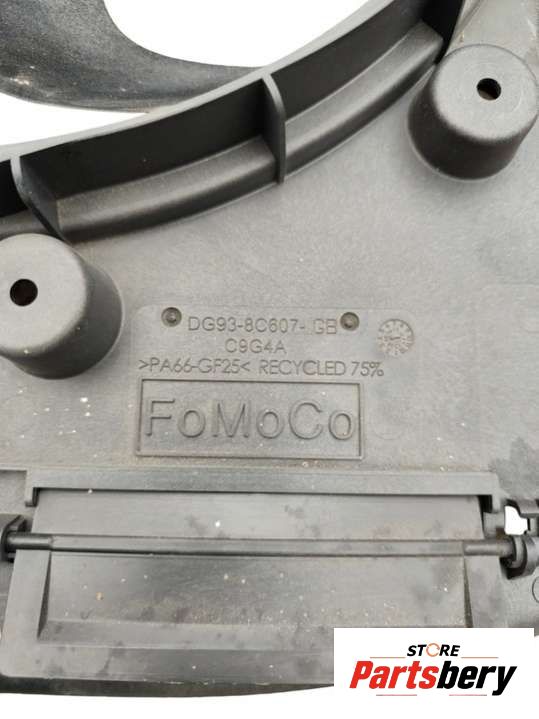 DG93-8C607- GB
C9G4A
>PA66-GF25< RECYCLED 75%
FoMoCo
STORE
Partsbery